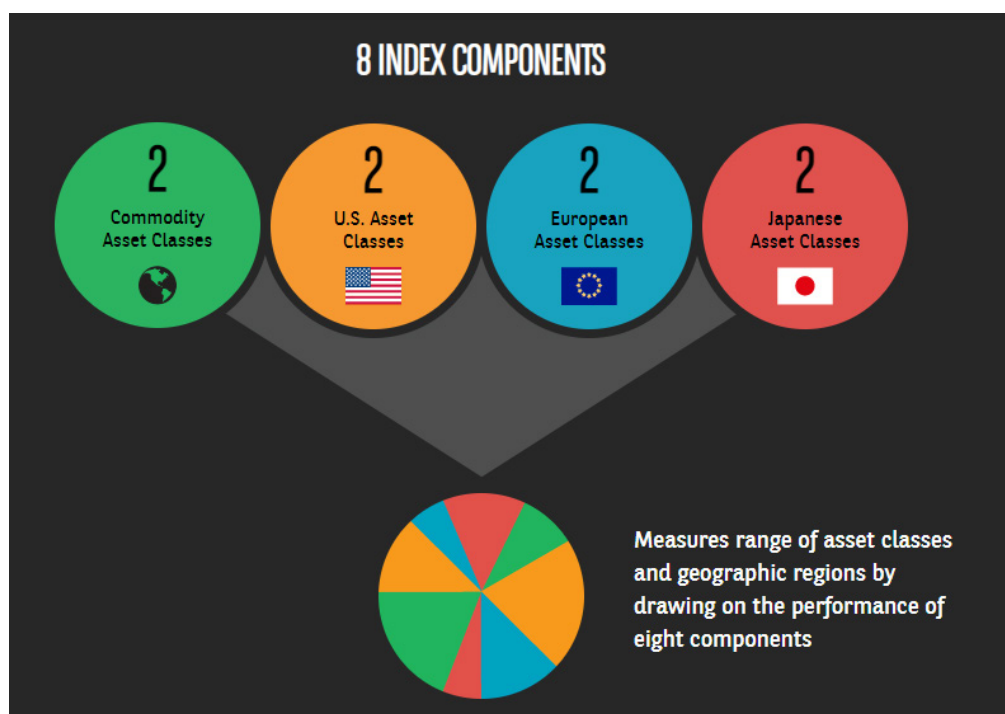 8 INDEX COMPONENTS
2
Commodity
Asset Classes
2
U.S. Asset
Classes
2
European
Asset Classes
2
Japanese
Asset Classes
Measures range of asset classes
and geographic regions by
drawing on the performance of
eight components